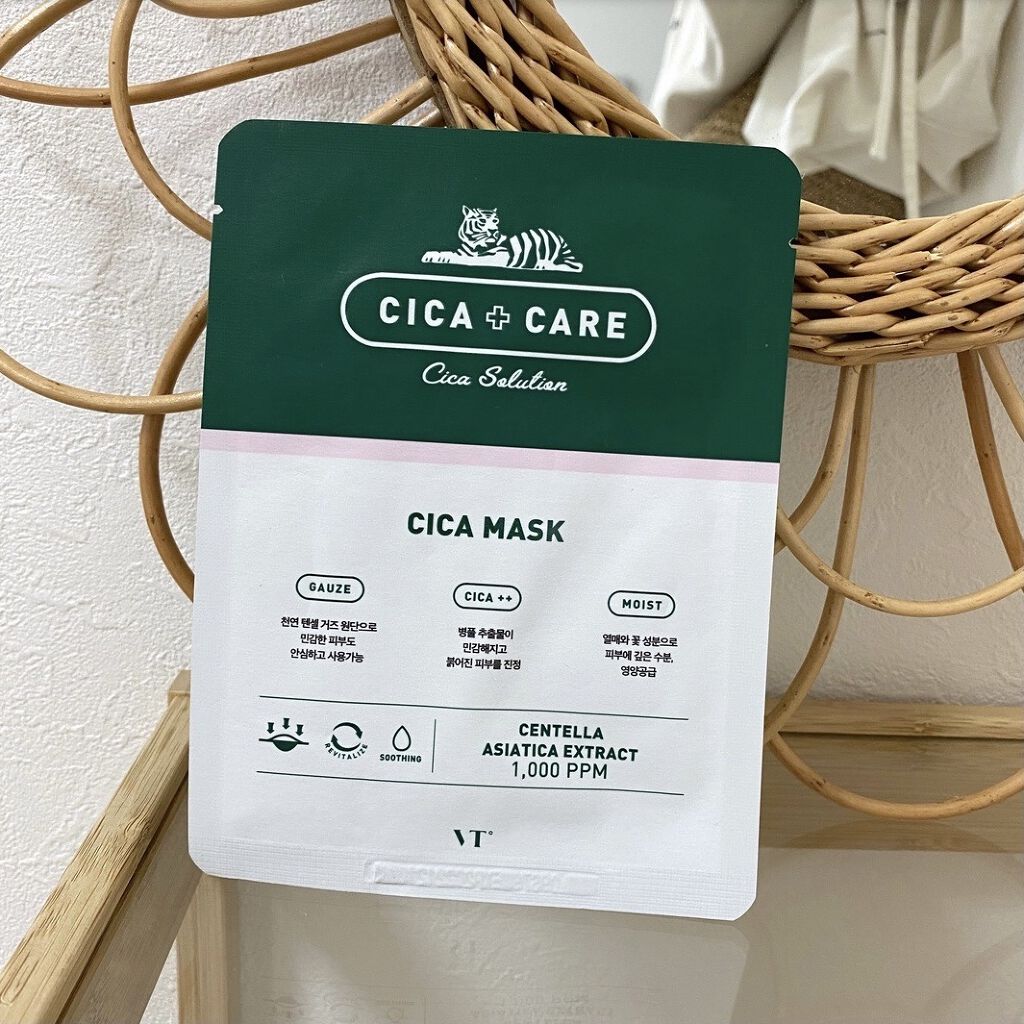 CICA + CARE
Cica Solution
CICA MASK
GAUZE
천연 텐셀 거즈 원단으로
민감한 피부도
안심하고 사용가능
CICA ++
병풀 추출물이
민감해지고
붉어진 피부를 진정
MOIST
열매와 꽃 성분으로
피부에 깊은 수분,
영양공급
REVITALIZE
SOOTHING
CENTELLA
ASIATICA EXTRACT
1,000 PPM
VT